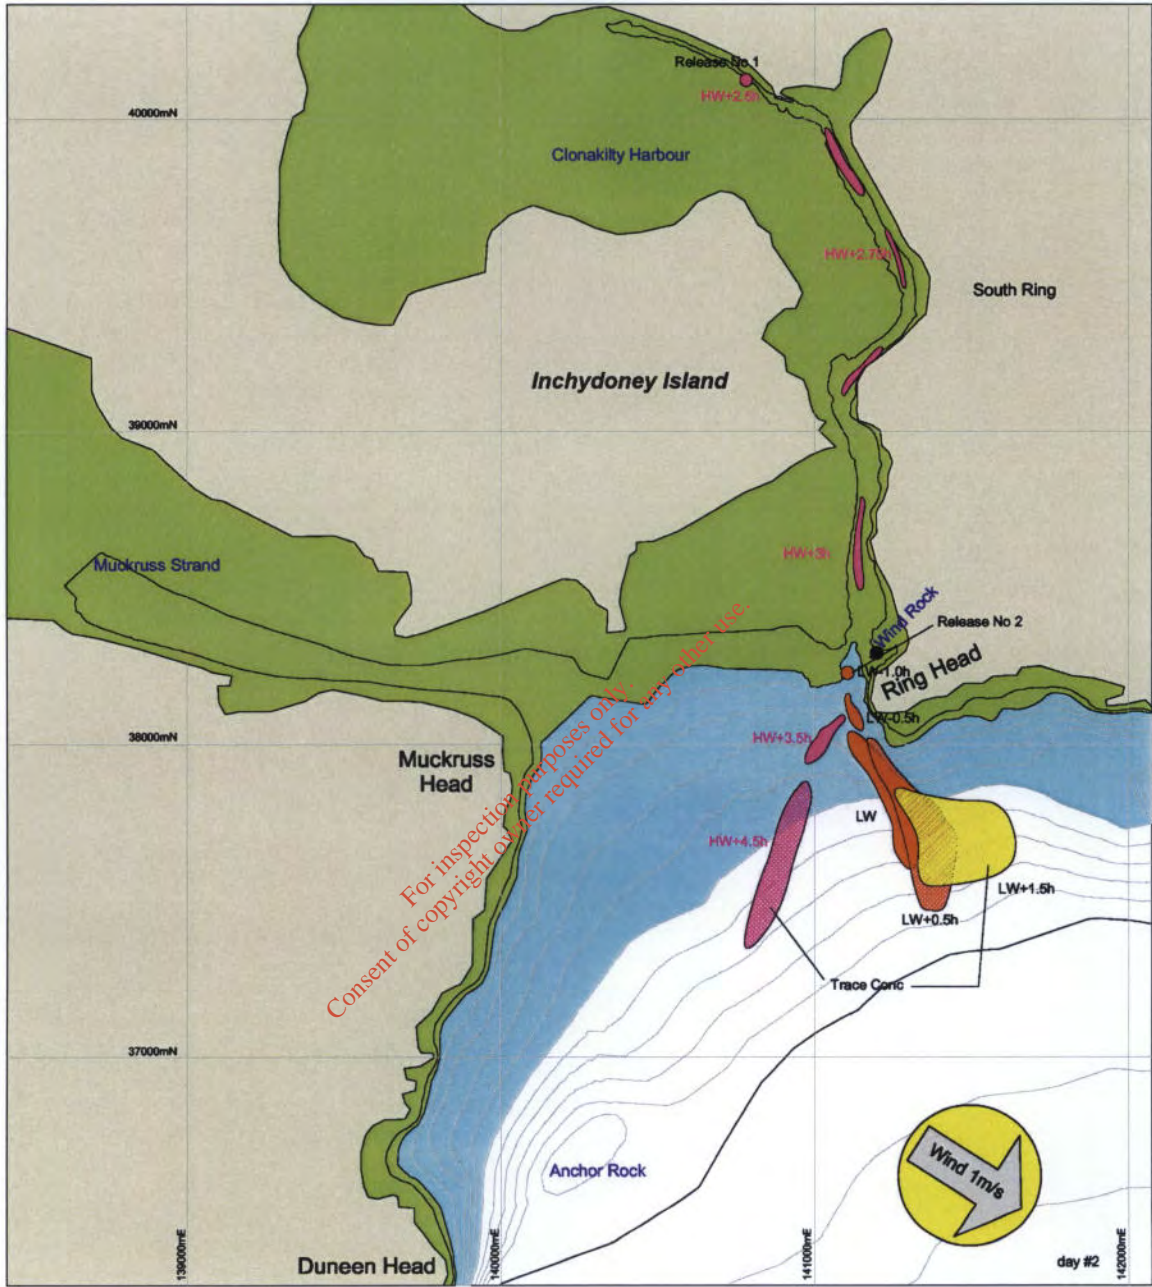 Release No 1
HW+2.5h
40000mN
Clonakilty Harbour
HW+2.75h
South Ring
Inchydoney Island
39000mN
HW+3h
Muckruss Strand
Wind Rock
Release No 2
LW-1.0h
Ring Head
LW-0.5h
HW+3.5h
38000mN
Muckruss
Head
LW
HW+4.5h
LW+1.5h
LW+0.5h
For inspection purposes only.
Consent of copyright owner required for any other use.
Trace Conc
37000mN
Wind 1m/s
Anchor Rock
139000mE
140000mE
141000mE
142000mE
Duneen Head
day #2